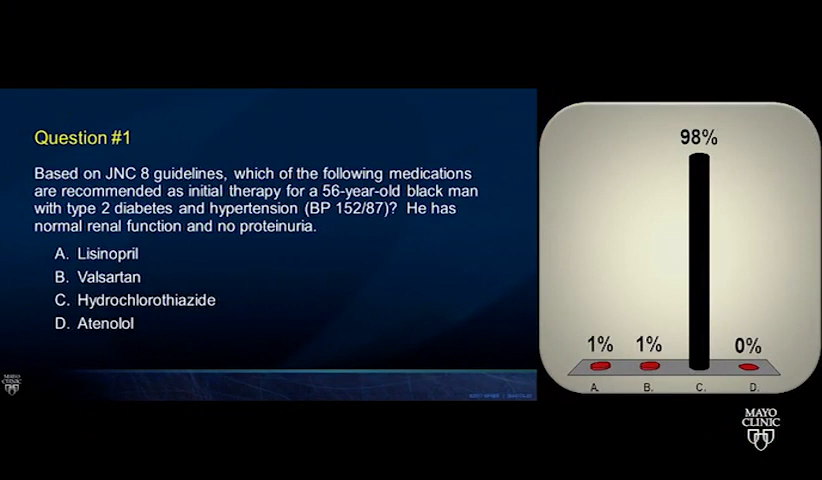 Question #1
Based on JNC 8 guidelines, which of the following medications
are recommended as initial therapy for a 56-year-old black man
with type 2 diabetes and hypertension (BP 152/87)? He has
normal renal function and no proteinuria.
A. Lisinopril
B. Valsartan
C. Hydrochlorothiazide
D. Atenolol
MAYO
CLINIC
98%
1%
1%
0%
A.
B.
C.
D.
MAYO
CLINIC